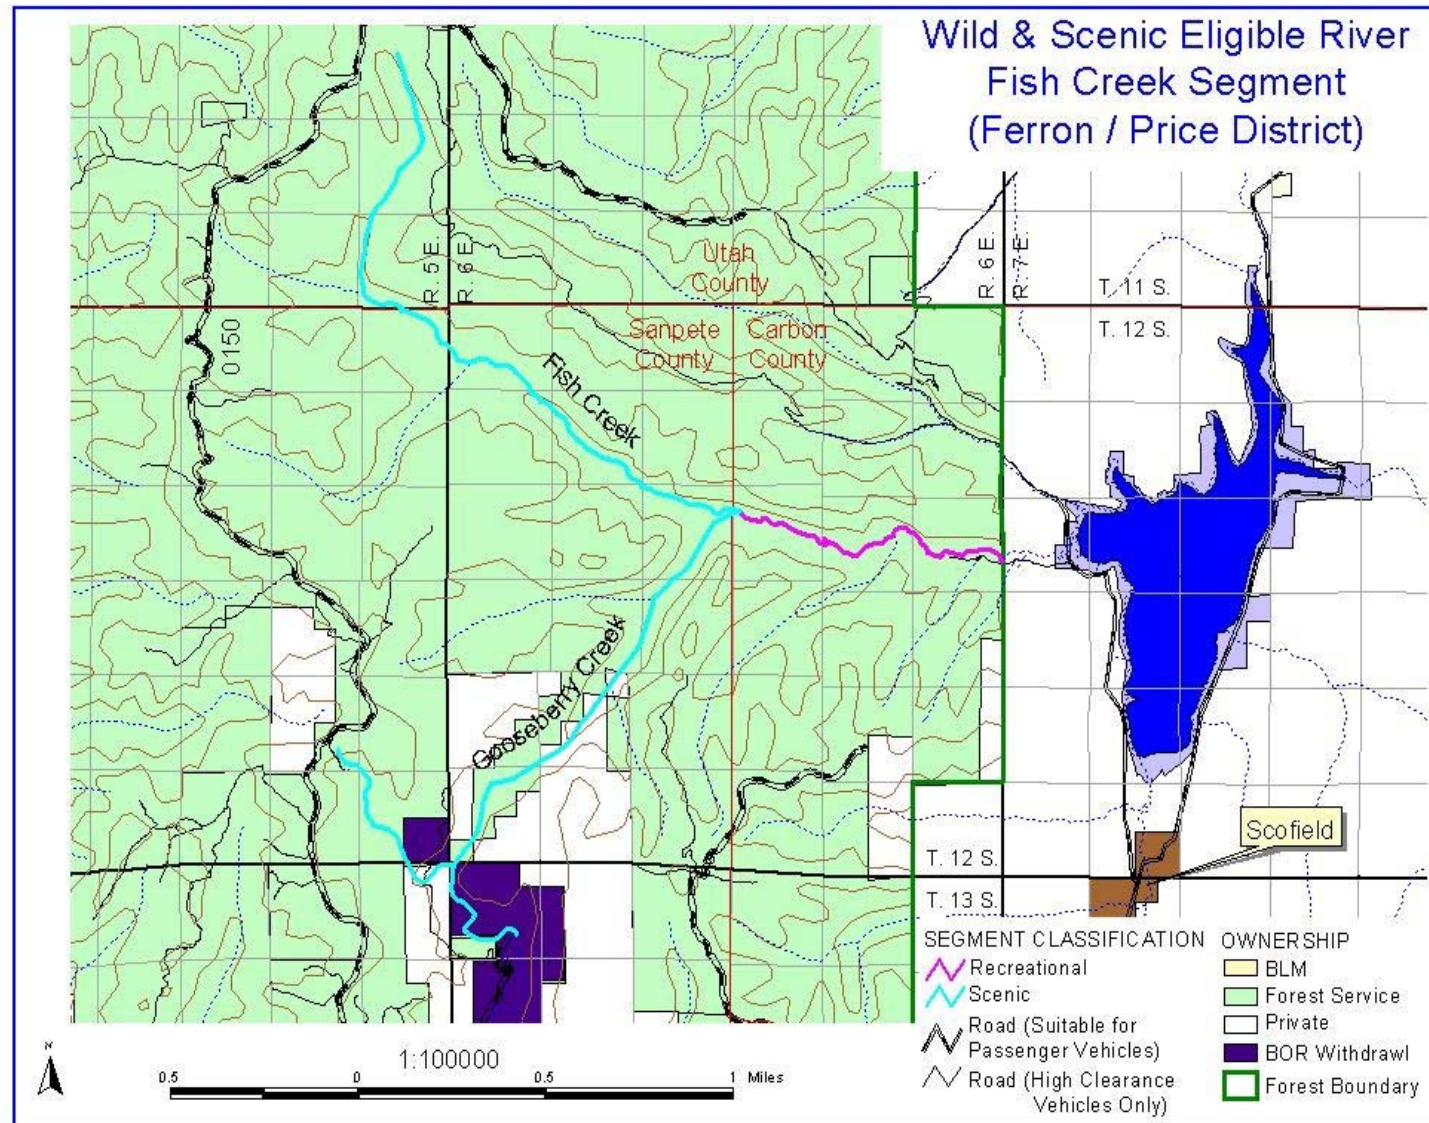 Wild & Scenic Eligible River
Fish Creek Segment
(Ferron / Price District)
Utah
County
R 5 E.
R 6 E.
R 6 E.
R 7 E.
T. 11 S.
T. 12 S.
Sanpete
County
Carbon
County
0150
Fish Creek
Gooseberry Creek
Scofield
T. 12 S.
T. 13 S.
SEGMENT CLASSIFICATION
Recreational
Scenic
Road (Suitable for
Passenger Vehicles)
Road (High Clearance
Vehicles Only)
OWNERSHIP
BLM
Forest Service
Private
BOR Withdrawl
Forest Boundary
N
1:100000
0.5 0 0.5 1 Miles